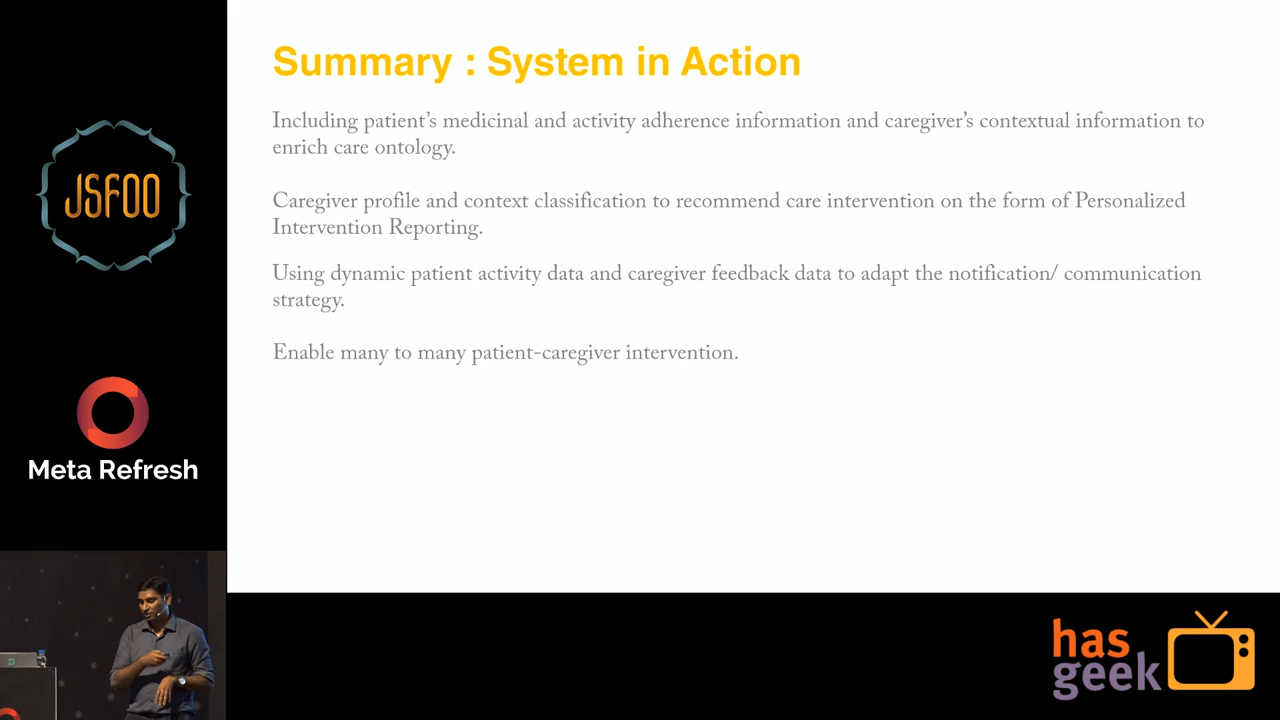 Summary : System in Action
Including patient's medicinal and activity adherence information and caregiver's contextual information to
enrich care ontology.
Caregiver profile and context classification to recommend care intervention on the form of Personalized
Intervention Reporting.
Using dynamic patient activity data and caregiver feedback data to adapt the notification/ communication
strategy.
Enable many to many patient-caregiver intervention.
JSFOO
Meta Refresh
has
geek